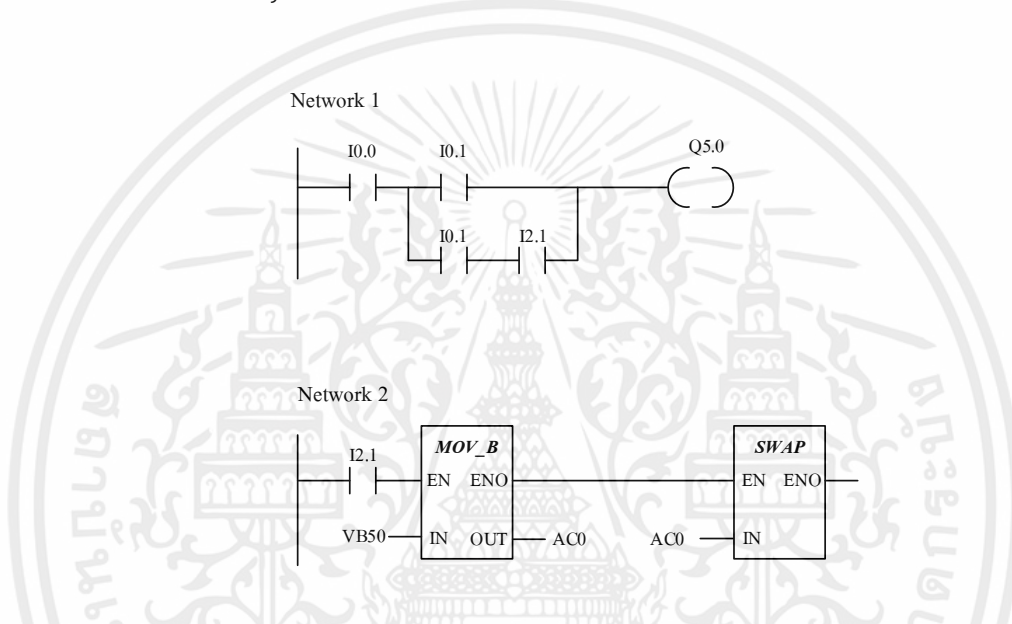 Network 1
I0.0 I0.1 Q5.0
I0.1 I2.1
Network 2
I2.1 MOV_B SWAP
EN ENO EN ENO
VB50 IN OUT AC0 AC0 IN